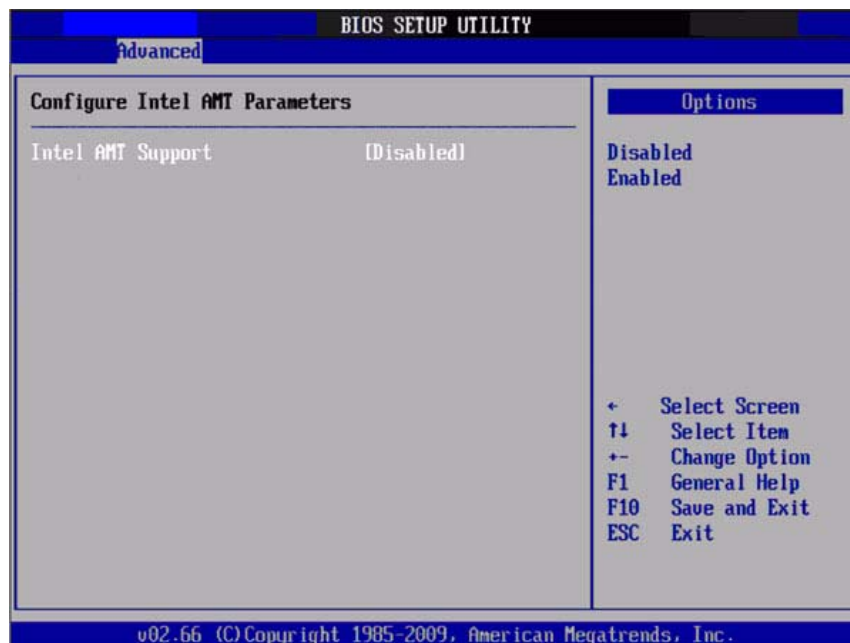 BIOS SETUP UTILITY
Advanced
Configure Intel AMT Parameters
Intel AMT Support [Disabled]
Options
Disabled
Enabled
← Select Screen
↑↓ Select Item
+- Change Option
F1 General Help
F10 Save and Exit
ESC Exit
v02.66 (C)Copyright 1985-2009, American Megatrends, Inc.